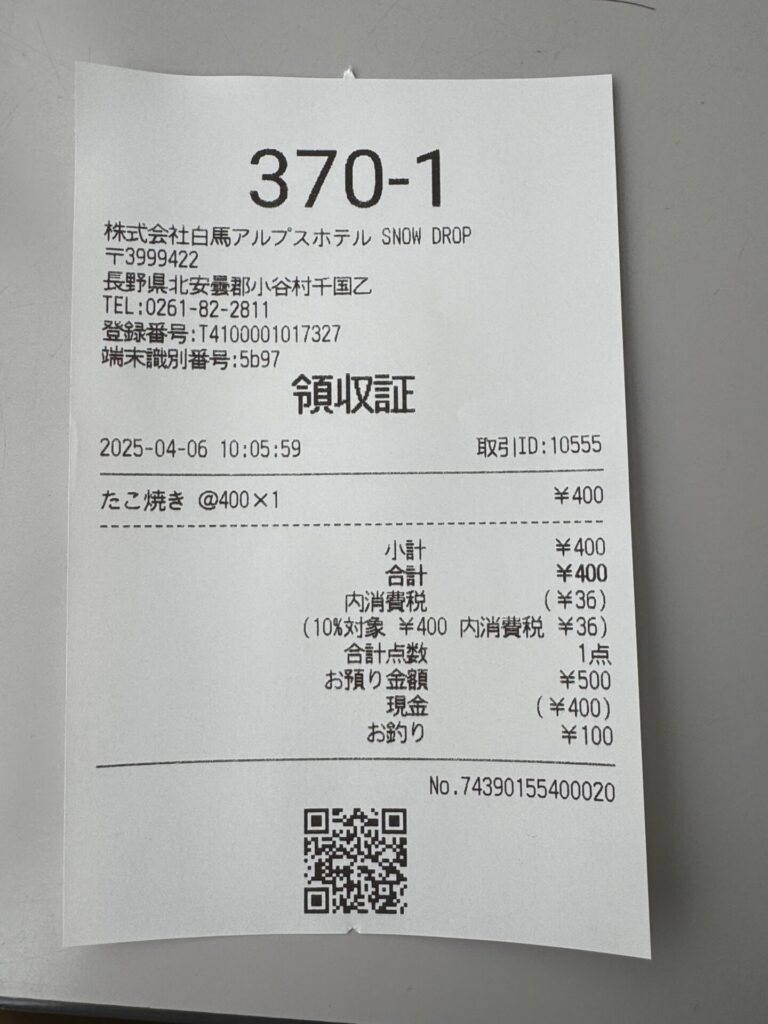 370-1
株式会社白馬アルプスホテル SNOW DROP
〒3999422
長野県北安曇郡小谷村千国乙
TEL:0261-82-2811
登録番号:T4100001017327
端末識別番号:5b97
領収証
2025-04-06 10:05:59 取引ID:10555
たこ焼き @400×1 ¥400
小計 ¥400
合計 ¥400
内消費税 (¥36)
(10%対象 ¥400 内消費税 ¥36)
合計点数 1点
お預り金額 ¥500
現金 (¥400)
お釣り ¥100
No.74390155400020